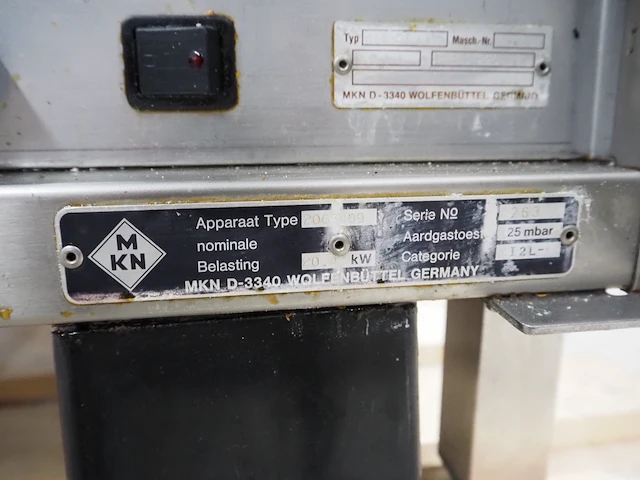 Typ Masch.-Nr.
MKN D-3340 WOLFENBÜTTEL GERMANY
M
KN
Apparaat Type
Serie No
nominale
Aardgastoest. 25 mbar
Belasting kW
Categorie I2L-
MKN D-3340 WOLFENBÜTTEL GERMANY